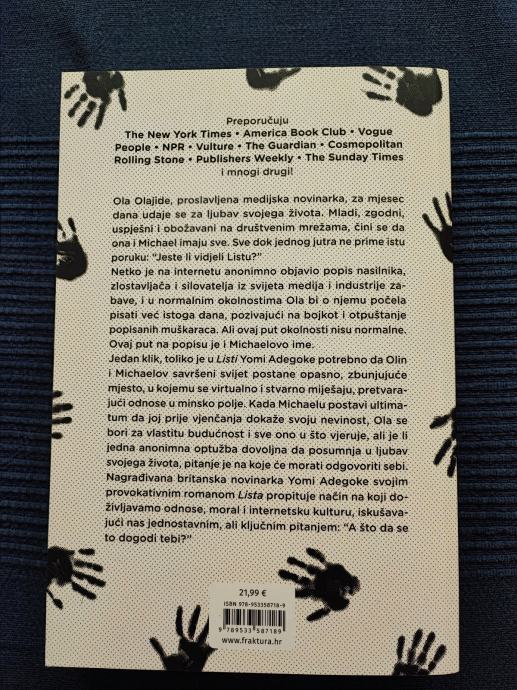 Preporučuju
The New York Times • America Book Club • Vogue
People • NPR • Vulture • The Guardian • Cosmopolitan
Rolling Stone • Publishers Weekly • The Sunday Times
i mnogi drugi!
Ola Olajide, proslavljena medijska novinarka, za mjesec
dana udaje se za ljubav svojega života. Mladi, zgodni,
uspješni i obožavani na društvenim mrežama, čini se da
ona i Michael imaju sve. Sve dok jednog jutra ne prime istu
poruku: “Jeste li vidjeli Listu?”
Netko je na internetu anonimno objavio popis nasilnika,
zlostavljača i silovatelja iz svijeta medija i industrije za-
bave, i u normalnim okolnostima Ola bi o njemu počela
pisati već istoga dana, pozivajući na bojkot i otpuštanje
popisanih muškaraca. Ali ovaj put okolnosti nisu normalne.
Ovaj put na popisu je i Michaelovo ime.
Jedan klik, toliko je u Listi Yomi Adegoke potrebno da Olin
i Michaelov savršeni svijet postane opasno, zbunjujuće
mjesto, u kojemu se virtualno i stvarno miješaju, pretvara-
jući odnose u minsko polje. Kada Michaelu postavi ultima-
tum da joj prije vjenčanja dokaže svoju nevinost, Ola se
bori za vlastitu budućnost i sve ono u što vjeruje, ali je li
jedna anonimna optužba dovoljna da posumnja u ljubav
svojega života, pitanje je na koje će morati odgovoriti sebi.
Nagrađivana britanska novinarka Yomi Adegoke svojim
provokativnim romanom Lista propituje način na koji do-
življavamo odnose, moral i internetsku kulturu, iskušava-
jući nas jednostavnim, ali ključnim pitanjem: “A što da se
to dogodi tebi?”
21,99 €
ISBN 978-953358718-9
9 789533 587189
www.fraktura.hr